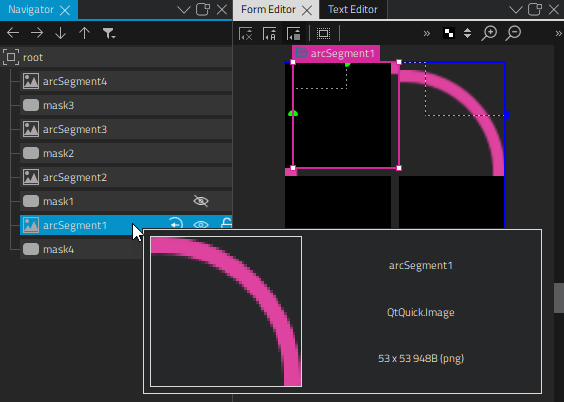 Navigator
Form Editor
Text Editor
A
»
»
arcSegment1
root
arcSegment4
mask3
arcSegment3
mask2
arcSegment2
mask1
arcSegment1
mask4
arcSegment1
QtQuick.Image
53 x 53 948B (png)